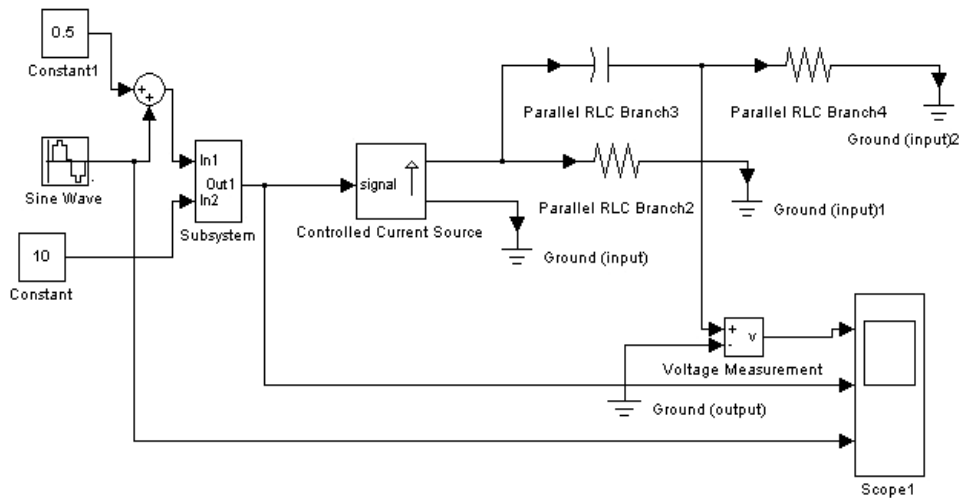 0.5
Constant1
+
+
Sine Wave
In1
Out1
In2
Subsystem
10
Constant
signal
Controlled Current Source
Ground (input)
Parallel RLC Branch3
Parallel RLC Branch2
Ground (input)1
Parallel RLC Branch4
Ground (input)2
+
-
v
Voltage Measurement
Ground (output)
Scope1